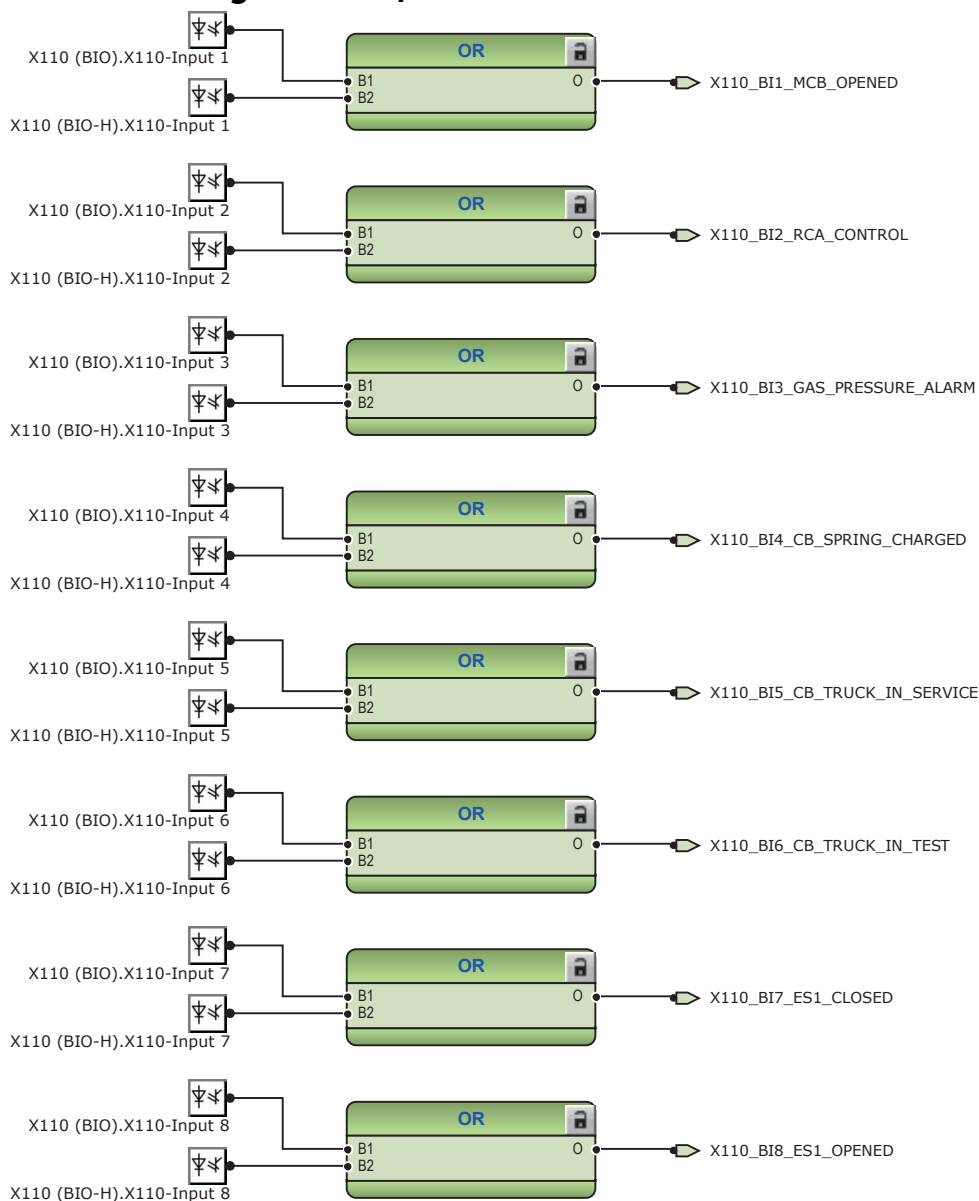 X110 (BIO).X110-Input 1
OR
B1
B2
O
X110_BI1_MCB_OPENED
X110 (BIO-H).X110-Input 1
X110 (BIO).X110-Input 2
OR
B1
B2
O
X110_BI2_RCA_CONTROL
X110 (BIO-H).X110-Input 2
X110 (BIO).X110-Input 3
OR
B1
B2
O
X110_BI3_GAS_PRESSURE_ALARM
X110 (BIO-H).X110-Input 3
X110 (BIO).X110-Input 4
OR
B1
B2
O
X110_BI4_CB_SPRING_CHARGED
X110 (BIO-H).X110-Input 4
X110 (BIO).X110-Input 5
OR
B1
B2
O
X110_BI5_CB_TRUCK_IN_SERVICE
X110 (BIO-H).X110-Input 5
X110 (BIO).X110-Input 6
OR
B1
B2
O
X110_BI6_CB_TRUCK_IN_TEST
X110 (BIO-H).X110-Input 6
X110 (BIO).X110-Input 7
OR
B1
B2
O
X110_BI7_ES1_CLOSED
X110 (BIO-H).X110-Input 7
X110 (BIO).X110-Input 8
OR
B1
B2
O
X110_BI8_ES1_OPENED
X110 (BIO-H).X110-Input 8